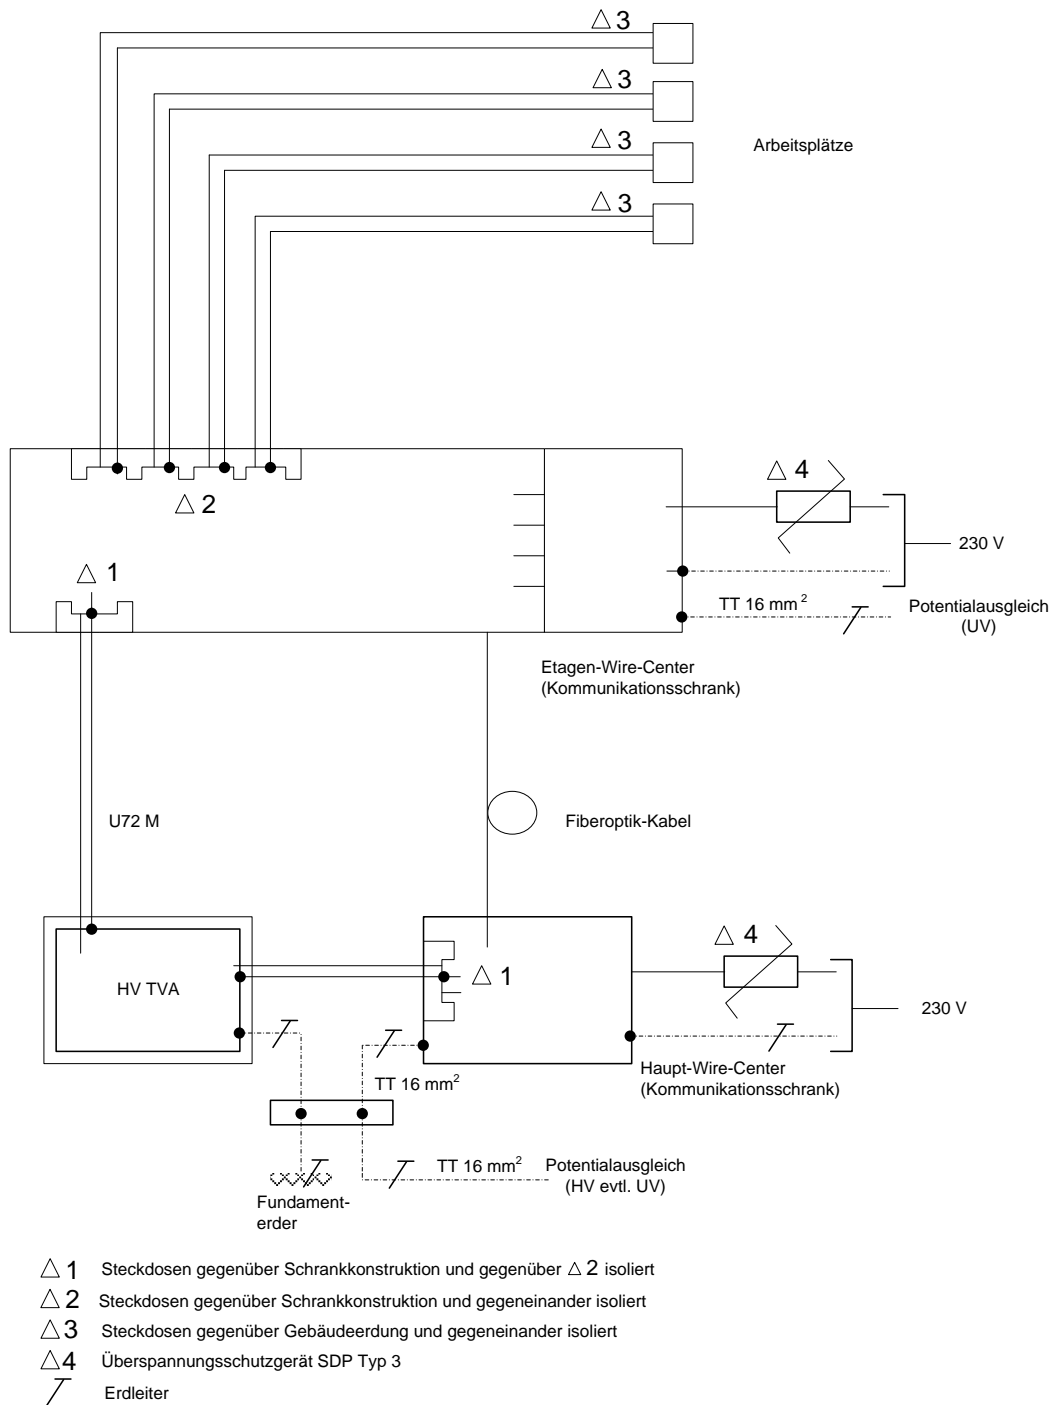 △ 3
△ 3
Arbeitsplätze
△ 3
△ 3
△ 4
△ 2
230 V
△ 1
TT 16 mm²
Potentialausgleich
(UV)
Etagen-Wire-Center
(Kommunikationsschrank)
U72 M
Fiberoptik-Kabel
△ 4
HV TVA
△ 1
230 V
Haupt-Wire-Center
(Kommunikationsschrank)
TT 16 mm²
TT 16 mm²
Potentialausgleich
(HV evtl. UV)
Fundament-
erder
△ 1 Steckdosen gegenüber Schrankkonstruktion und gegenüber △ 2 isoliert
△ 2 Steckdosen gegenüber Schrankkonstruktion und gegeneinander isoliert
△ 3 Steckdosen gegenüber Gebäudeerdung und gegeneinander isoliert
△ 4 Überspannungsschutzgerät SDP Typ 3
Erdleiter